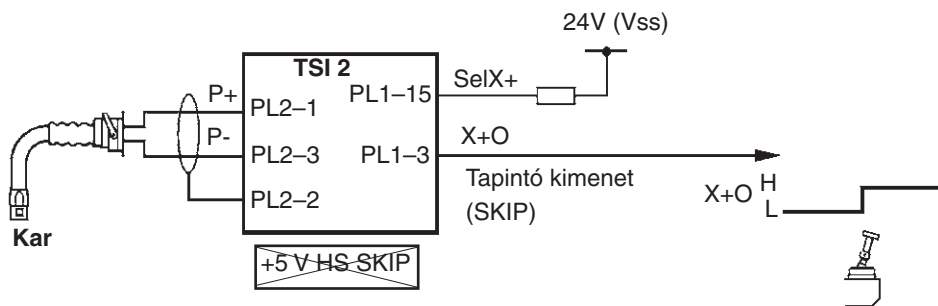 24V (Vss)
TSI 2
SelX+
P+
PL2–1
PL1–15
P-
X+O
PL2–3
PL1–3
Tapintó kimenet
(SKIP)
X+O H
L
PL2–2
Kar
+5 V HS SKIP